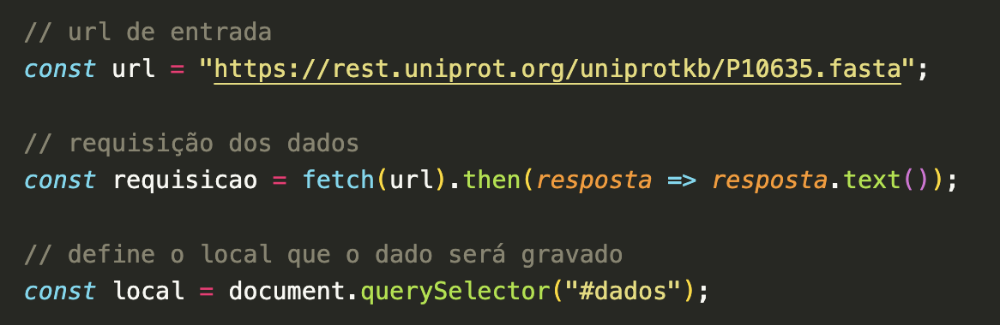 // url de entrada
const url = "https://rest.uniprot.org/uniprotkb/P10635.fasta";
// requisição dos dados
const requisicao = fetch(url).then(resposta => resposta.text());
// define o local que o dado será gravado
const local = document.querySelector("#dados");